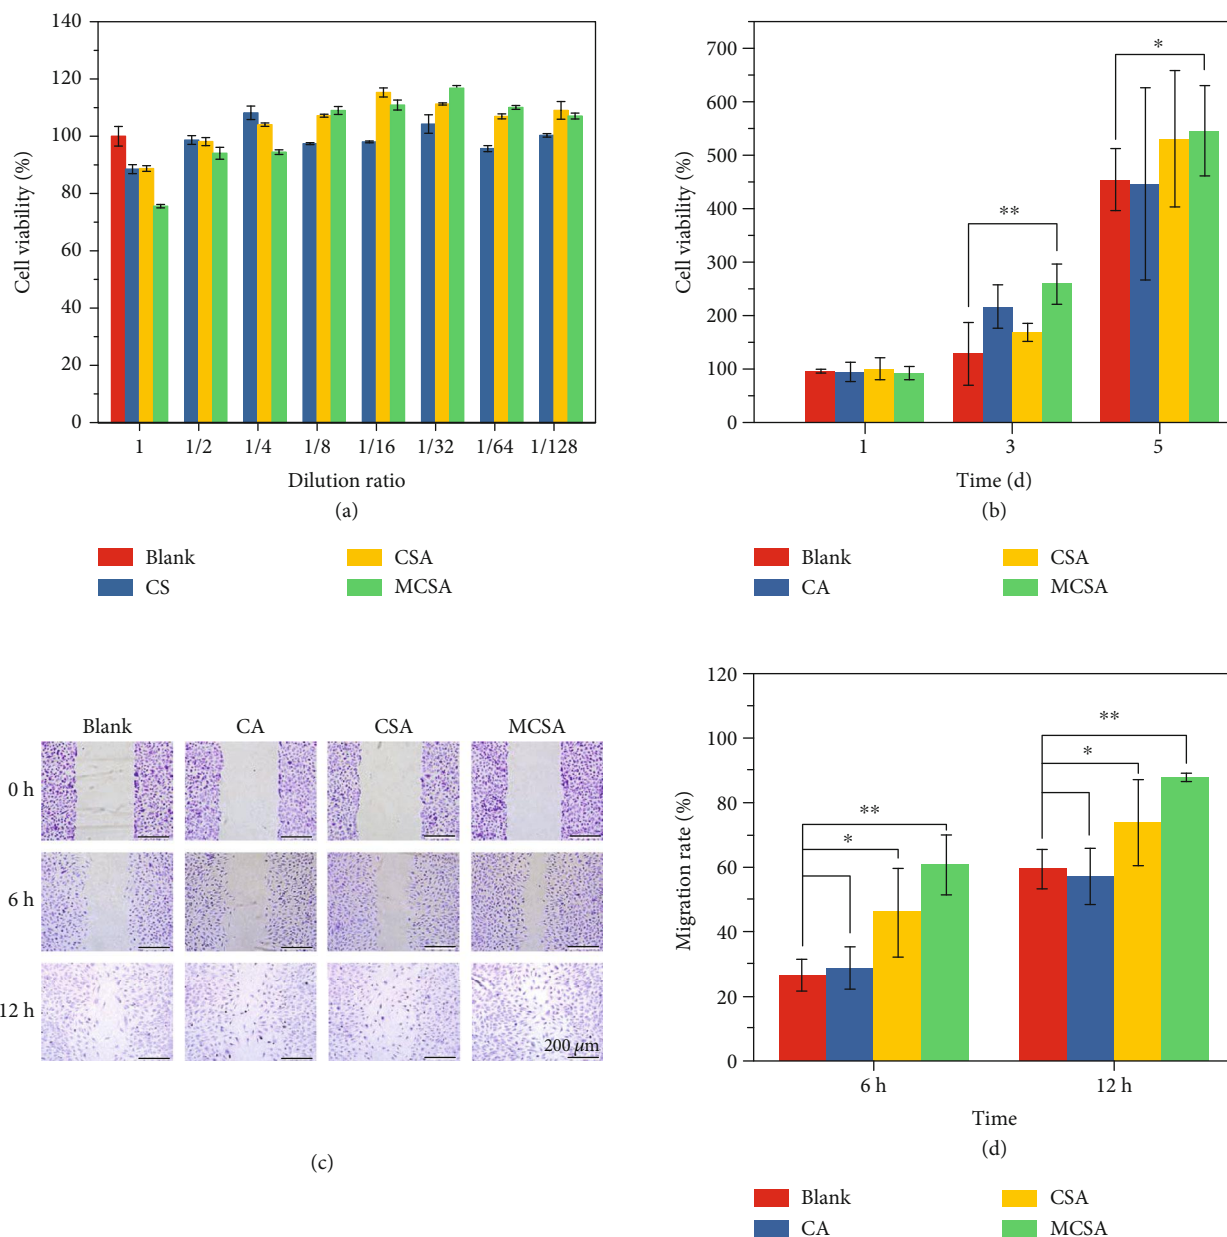 140
120
100
80
60
40
20
0
Cell viability (%)
1 1/2 1/4 1/8 1/16 1/32 1/64 1/128
Dilution ratio
(a)
Blank
CS
CSA
MCSA
700
600
500
400
300
200
100
0
Cell viability (%)
**
*
1 3 5
Time (d)
(b)
Blank
CA
CSA
MCSA
Blank CA CSA MCSA
0 h
6 h
12 h
200 μm
(c)
120
100
80
60
40
20
0
Migration rate (%)
**
*
**
*
6 h 12 h
Time
(d)
Blank
CA
CSA
MCSA